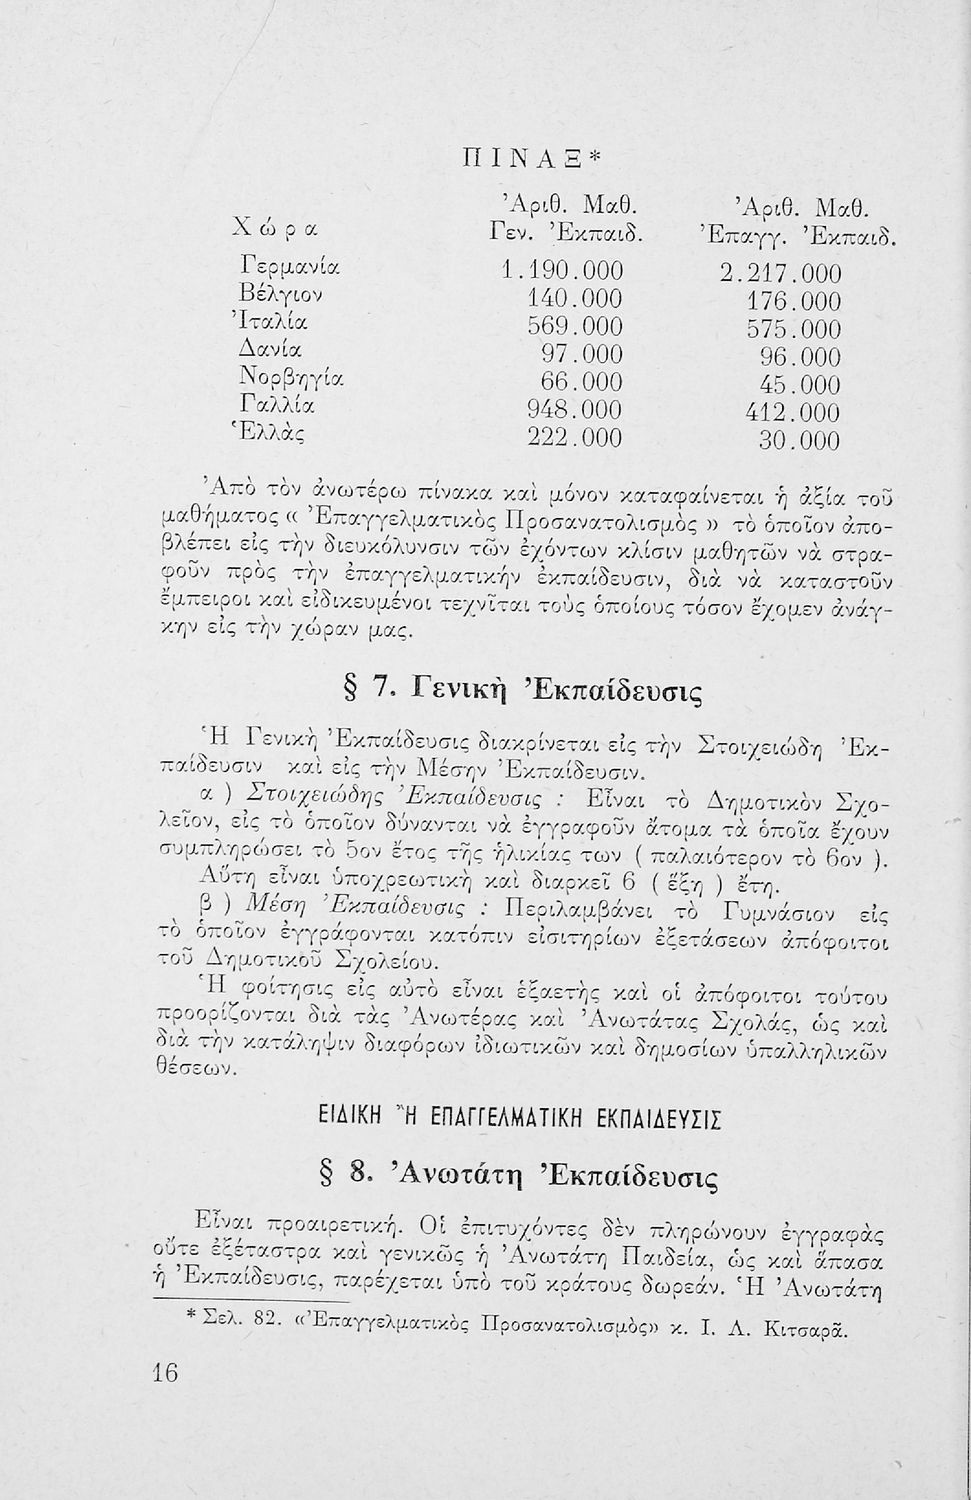 ΠΙΝΑΞ*
Χώρα Ἀριθ. Μαθ. Γεν. Ἐκπαιδ. Ἀριθ. Μαθ. Ἐπαγγ. Ἐκπαιδ.
Γερμανία 1.190.000 2.217.000
Βέλγιον 140.000 176.000
Ἰταλία 569.000 575.000
Δανία 97.000 96.000
Νορβηγία 66.000 45.000
Γαλλία 948.000 412.000
Ἑλλὰς 222.000 30.000
Ἀπὸ τὸν ἀνωτέρω πίνακα καὶ μόνον καταφαίνεται ἡ ἀξία τοῦ
μαθήματος « Ἐπαγγελματικὸς Προσανατολισμὸς » τὸ ὁποῖον ἀπο-
βλέπει εἰς τὴν διευκόλυνσιν τῶν ἐχόντων κλίσιν μαθητῶν νὰ στρα-
φοῦν πρὸς τὴν ἐπαγγελματικήν ἐκπαίδευσιν, διὰ νὰ καταστοῦν
ἔμπειροι καὶ εἰδικευμένοι τεχνῖται τοὺς ὁποίους τόσον ἔχομεν ἀνάγ-
κην εἰς τὴν χώραν μας.
§ 7. Γενικὴ Ἐκπαίδευσις
Ἡ Γενικὴ Ἐκπαίδευσις διακρίνεται εἰς τὴν Στοιχειώδη Ἐκ-
παίδευσιν καὶ εἰς τὴν Μέσην Ἐκπαίδευσιν.
α ) Στοιχειώδης Ἐκπαίδευσις : Εἶναι τὸ Δημοτικὸν Σχο-
λεῖον, εἰς τὸ ὁποῖον δύνανται νὰ ἐγγραφοῦν ἄτομα τὰ ὁποῖα ἔχουν
συμπληρώσει τὸ 5ον ἔτος τῆς ἡλικίας των ( παλαιότερον τὸ 6ον ).
Αὕτη εἶναι ὑποχρεωτικὴ καὶ διαρκεῖ 6 ( ἕξη ) ἔτη.
β ) Μέση Ἐκπαίδευσις : Περιλαμβάνει τὸ Γυμνάσιον εἰς
τὸ ὁποῖον ἐγγράφονται κατόπιν εἰσιτηρίων ἐξετάσεων ἀπόφοιτοι
τοῦ Δημοτικοῦ Σχολείου.
Ἡ φοίτησις εἰς αὐτὸ εἶναι ἑξαετὴς καὶ οἱ ἀπόφοιτοι τούτου
προορίζονται διὰ τὰς Ἀνωτέρας καὶ Ἀνωτάτας Σχολάς, ὡς καὶ
διὰ τὴν κατάληψιν διαφόρων ἰδιωτικῶν καὶ δημοσίων ὑπαλληλικῶν
θέσεων.
ΕΙΔΙΚΗ Ἢ ΕΠΑΓΓΕΛΜΑΤΙΚΗ ΕΚΠΑΙΔΕΥΣΙΣ
§ 8. Ἀνωτάτη Ἐκπαίδευσις
Εἶναι προαιρετική. Οἱ ἐπιτυχόντες δὲν πληρώνουν ἐγγραφὰς
οὔτε ἐξέταστρα καὶ γενικῶς ἡ Ἀνωτάτη Παιδεία, ὡς καὶ ἅπασα
ἡ Ἐκπαίδευσις, παρέχεται ὑπὸ τοῦ κράτους δωρεάν. Ἡ Ἀνωτάτη
* Σελ. 82. «Ἐπαγγελματικὸς Προσανατολισμὸς» κ. Ι. Λ. Κιτσαρᾶ.
16